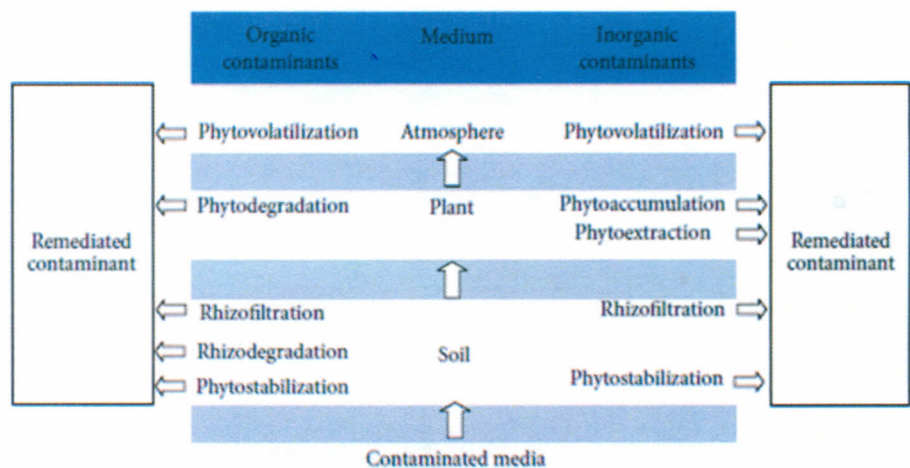 Organic contaminants
Medium
Inorganic contaminants
Phytovolatilization
Atmosphere
Phytovolatilization
Phytodegradation
Plant
Phytoaccumulation
Phytoextraction
Remediated contaminant
Remediated contaminant
Rhizofiltration
Rhizofiltration
Rhizodegradation
Soil
Phytostabilization
Phytostabilization
Contaminated media